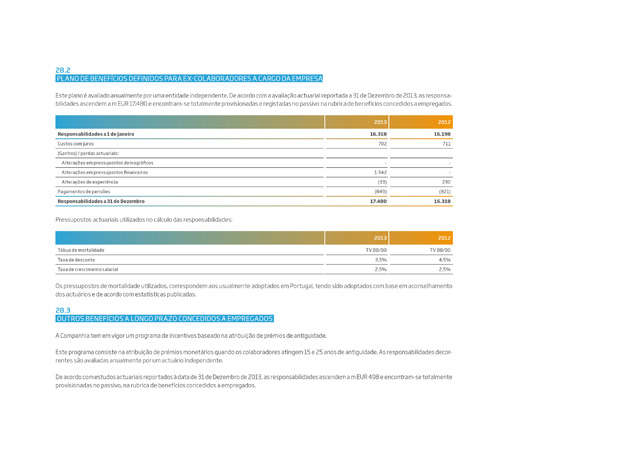 20.2
PLANO DE BENEFÍCIOS DEFINIDOS PARA EX-COLABORADORES A CARGO DA EMPRESA
Este plano é avaliado anualmente por uma entidade independente. De acordo com a avaliação actuarial reportada a 31 de Dezembro de 2013, as responsa-
bilidades ascendem a m EUR 17.480 e encontram-se totalmente provisionadas e registadas no passivo na rubrica de benefícios concedidos a empregados.
2013 2012
Responsabilidades a 1 de Janeiro 16.318 16.198
Custos com juros 702 711
(Ganhos) / perdas actuariais:
Alterações em pressupostos demográficos - -
Alterações em pressupostos financeiros 1.342 -
Alterações de experiência (33) 230
Pagamentos de pensões (849) (821)
Responsabilidades a 31 de Dezembro 17.480 16.318
Pressupostos actuariais utilizados no cálculo das responsabilidades:
2013 2012
Tábua de mortalidade TV 88/90 TV 88/90
Taxa de desconto 3,5% 4,5%
Taxa de crescimento salarial 2,5% 2,5%
Os pressupostos de mortalidade utilizados, correspondem aos usualmente adoptados em Portugal, tendo sido adoptados com base em aconselhamento
dos actuários e de acordo com estatísticas publicadas.
20.3
OUTROS BENEFÍCIOS A LONGO PRAZO CONCEDIDOS A EMPREGADOS
A Companhia tem em vigor um programa de incentivos baseado na atribuição de prémios de antiguidade.
Este programa consiste na atribuição de prémios monetários quando os colaboradores atingem 15 e 25 anos de antiguidade. As responsabilidades decor-
rentes são avaliadas anualmente por um actuário independente.
De acordo com estudos actuariais reportados à data de 31 de Dezembro de 2013, as responsabilidades ascendem a m EUR 498 e encontram-se totalmente
provisionadas no passivo, na rubrica de benefícios concedidos a empregados.